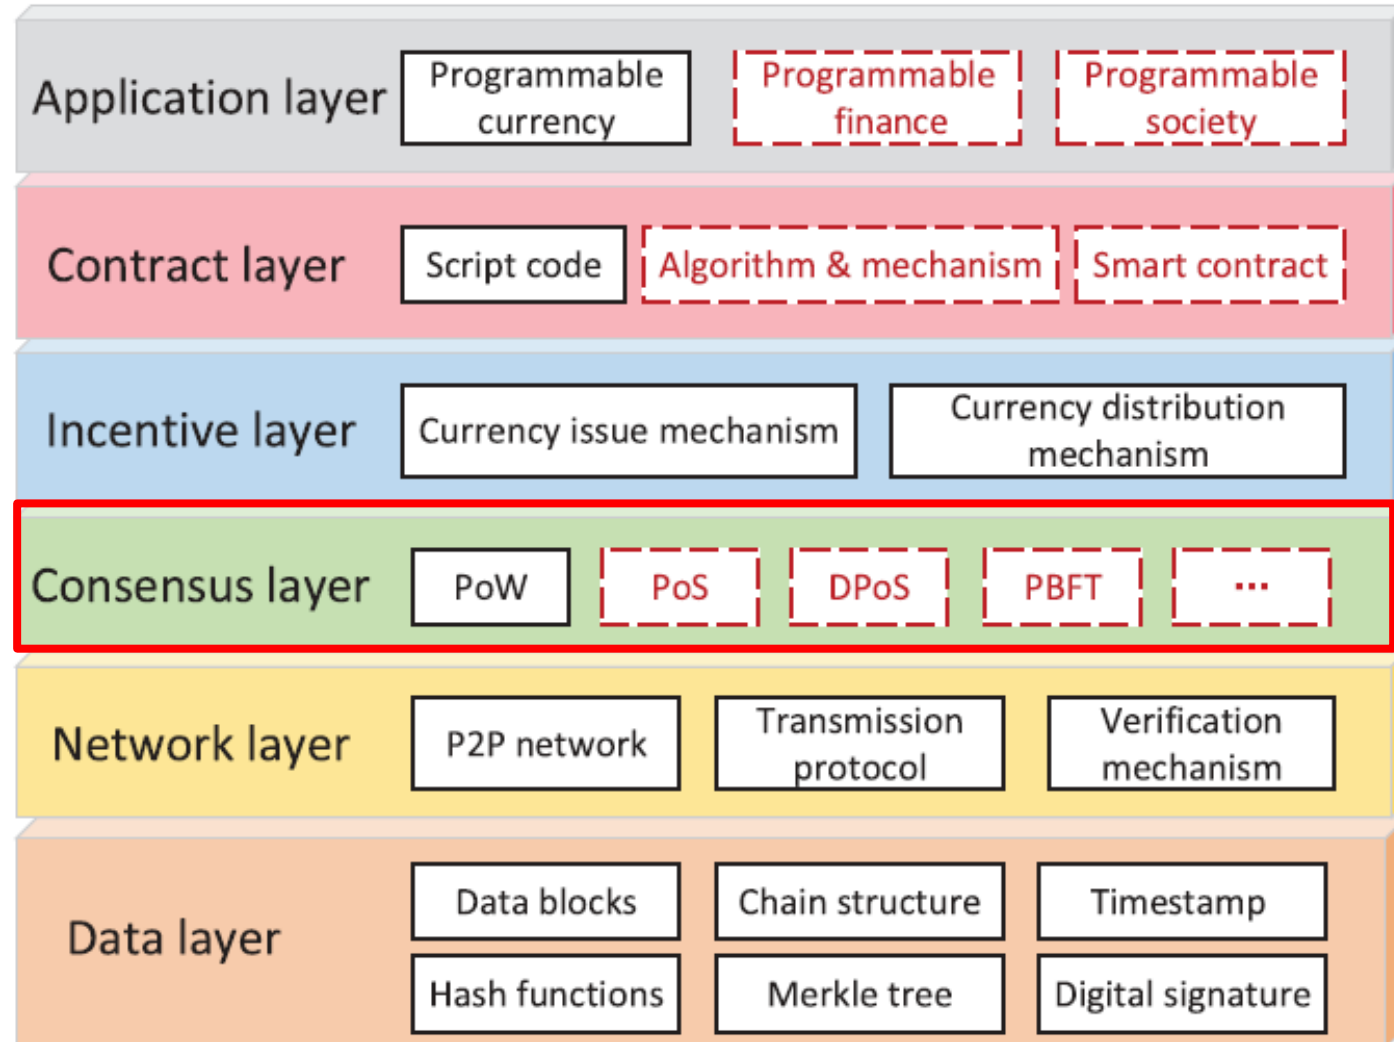 Application layer
Programmable
currency
Programmable
finance
Programmable
society
Contract layer
Script code
Algorithm & mechanism
Smart contract
Incentive layer
Currency issue mechanism
Currency distribution
mechanism
Consensus layer
PoW
PoS
DPoS
PBFT
...
Network layer
P2P network
Transmission
protocol
Verification
mechanism
Data layer
Data blocks
Chain structure
Timestamp
Hash functions
Merkle tree
Digital signature